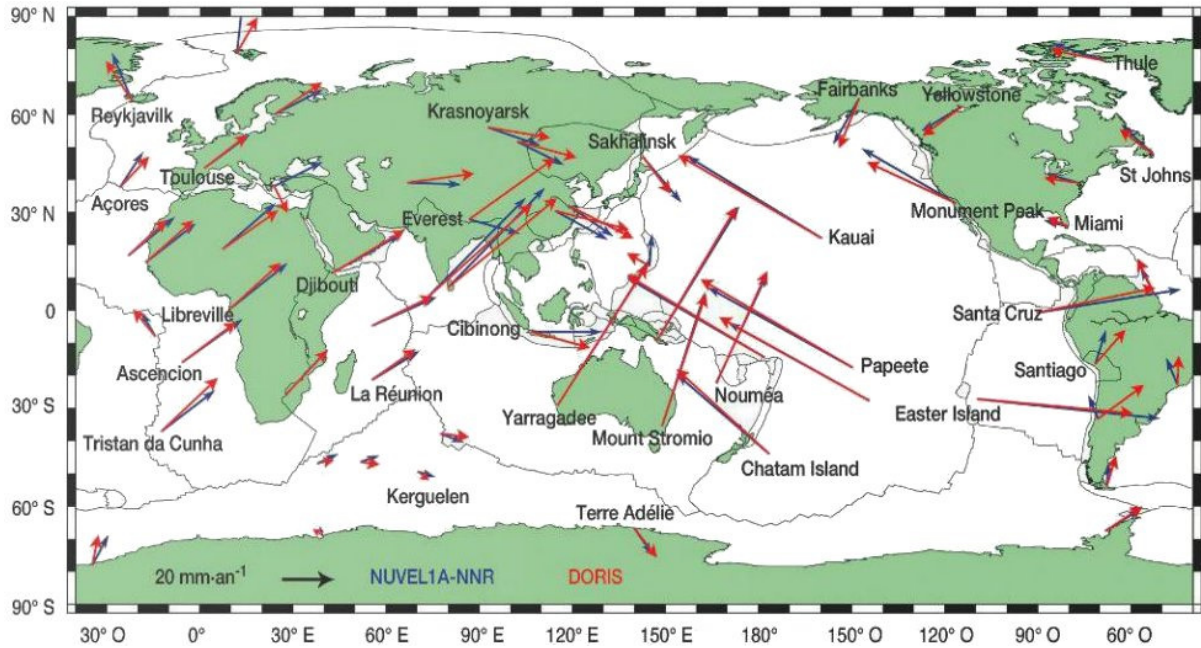 90° N
60° N
30° N
0
30° S
60° S
90° S
Thule
Fairbanks
Yellowstone
Reykjavilk
Krasnoyarsk
Sakhalinsk
Toulouse
St Johns
Açores
Everest
Monument Peak
Miami
Kauai
Djibouti
Libreville
Cibinong
Santa Cruz
Ascencion
La Réunion
Papeete
Santiago
Nouméa
Yarragadee
Easter Island
Tristan da Cunha
Mount Stromio
Chatam Island
Kerguelen
Terre Adélie
20 mm·an⁻¹ NUVEL1A-NNR DORIS
30° O 0° 30° E 60° E 90° E 120° E 150° E 180° 150° O 120° O 90° O 60° O